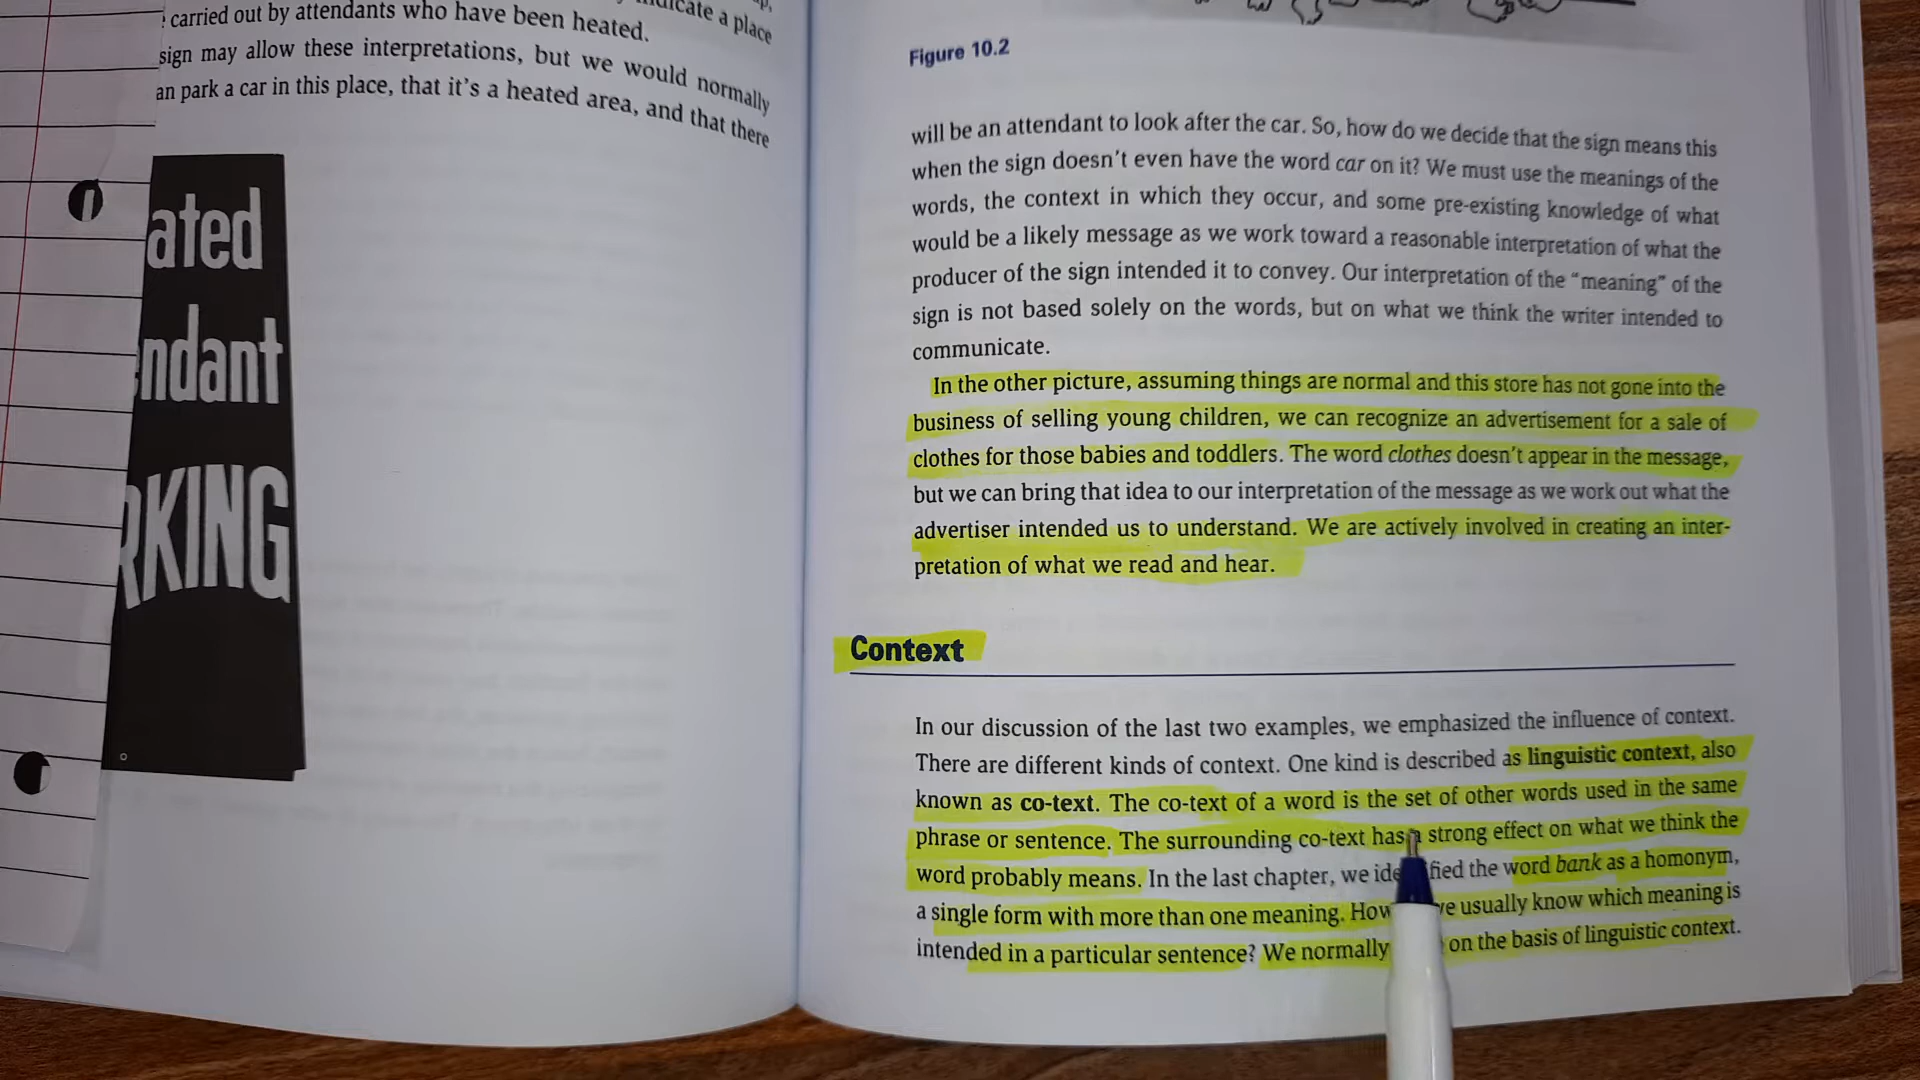 indicate a place
carried out by attendants who have been heated.
sign may allow these interpretations, but we would normally
an park a car in this place, that it's a heated area, and that there
ated
ndant
RKING
Figure 10.2
will be an attendant to look after the car. So, how do we decide that the sign means this
when the sign doesn't even have the word car on it? We must use the meanings of the
words, the context in which they occur, and some pre-existing knowledge of what
would be a likely message as we work toward a reasonable interpretation of what the
producer of the sign intended it to convey. Our interpretation of the “meaning” of the
sign is not based solely on the words, but on what we think the writer intended to
communicate.
In the other picture, assuming things are normal and this store has not gone into the
business of selling young children, we can recognize an advertisement for a sale of
clothes for those babies and toddlers. The word clothes doesn't appear in the message,
but we can bring that idea to our interpretation of the message as we work out what the
advertiser intended us to understand. We are actively involved in creating an inter-
pretation of what we read and hear.
Context
In our discussion of the last two examples, we emphasized the influence of context.
There are different kinds of context. One kind is described as linguistic context, also
known as co-text. The co-text of a word is the set of other words used in the same
phrase or sentence. The surrounding co-text has a strong effect on what we think the
word probably means. In the last chapter, we ide fied the word bank as a homonym,
a single form with more than one meaning. How we usually know which meaning is
intended in a particular sentence? We normally on the basis of linguistic context.